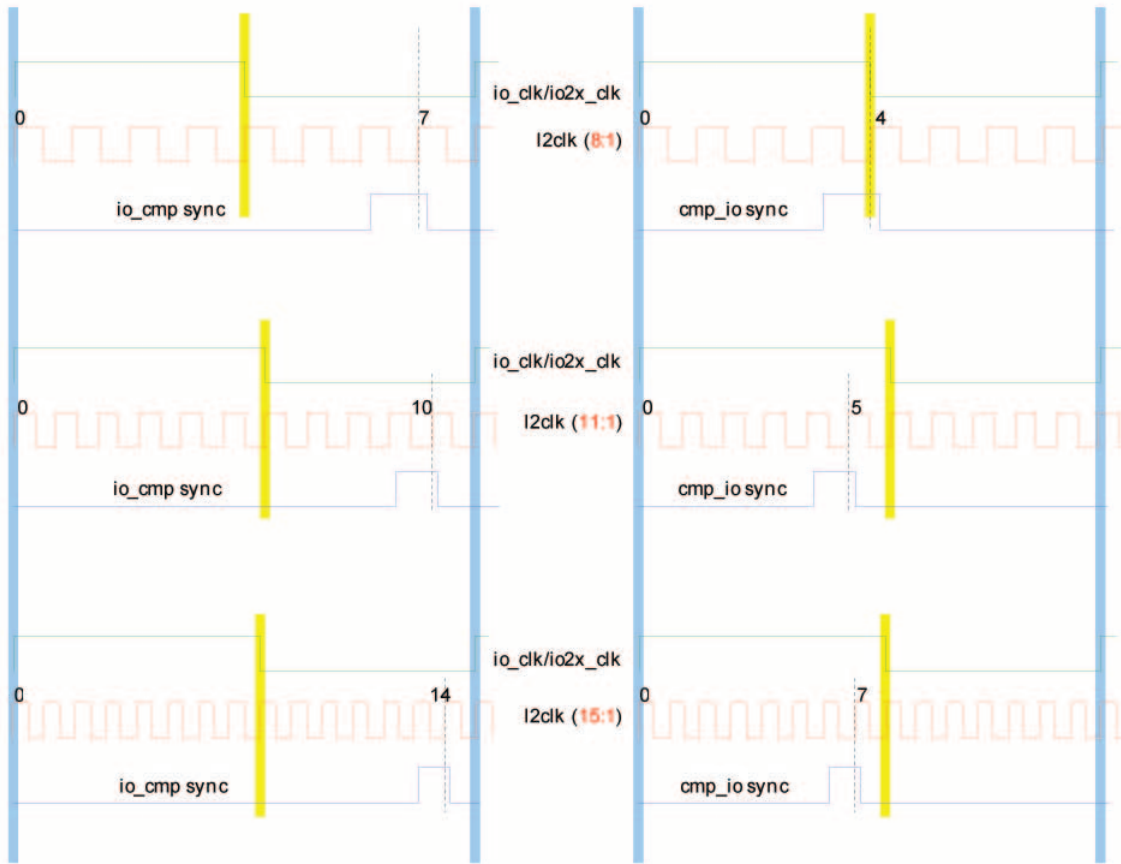 io_clk/io2x_clk
0 7 0 4
l2clk (8:1)
io_cmp sync cmp_io sync
io_clk/io2x_clk
0 10 0 5
l2clk (11:1)
io_cmp sync cmp_io sync
io_clk/io2x_clk
0 14 0 7
l2clk (15:1)
io_cmp sync cmp_io sync